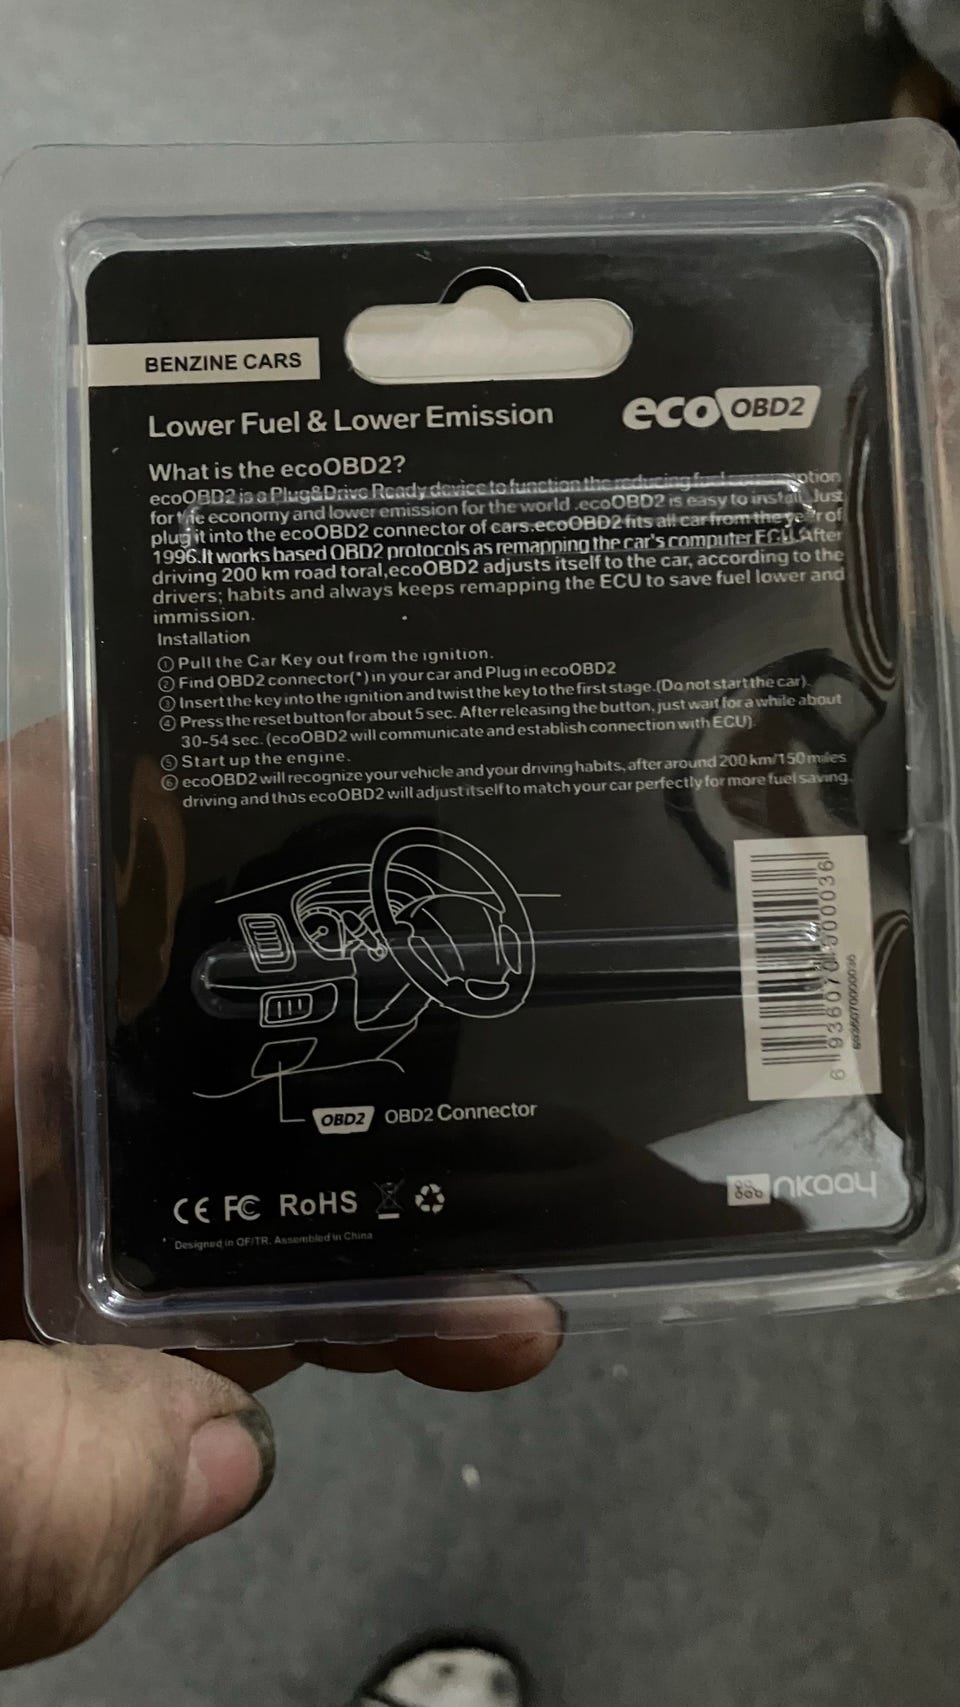 BENZINE CARS
Lower Fuel & Lower Emission
eco OBD2
What is the ecoOBD2?
ecoOBD2 is a Plug&Drive Ready device to function the reducing fuel
for the economy and lower emission for the world .ecoOBD2 is easy to install. Just
plug it into the ecoOBD2 connector of cars.ecoOBD2 fits all car from the year of
1996.It works based OBD2 protocols as remapping the car's computer ECU. After
driving 200 km road toral,ecoOBD2 adjusts itself to the car, according to the
drivers; habits and always keeps remapping the ECU to save fuel lower and
immission.
Installation
① Pull the Car Key out from the ignition.
② Find OBD2 connector(*) in your car and Plug in ecoOBD2
③ Insert the key into the ignition and twist the key to the first stage.(Do not start the car).
④ Press the reset button for about 5 sec. After releasing the button, just wait for a while about
30-54 sec. (ecoOBD2 will communicate and establish connection with ECU).
⑤ Start up the engine.
⑥ ecoOBD2 will recognize your vehicle and your driving habits, after around 200 km/150 miles
driving and thus ecoOBD2 will adjust itself to match your car perfectly for more fuel saving.
OBD2 OBD2 Connector
CE FC RoHS
nkaay
* Designed in OF/TR. Assembled in China